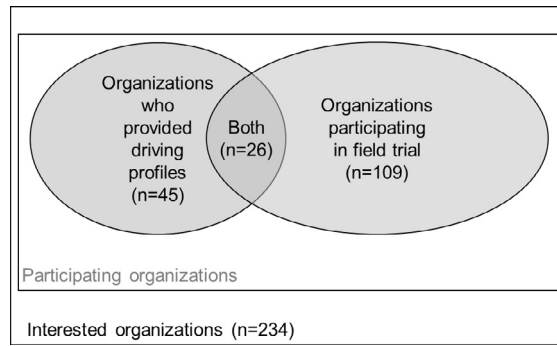 Organizations
who
provided
driving
profiles
(n=45)
Both
(n=26)
Organizations
participating
in field trial
(n=109)
Participating organizations
Interested organizations (n=234)